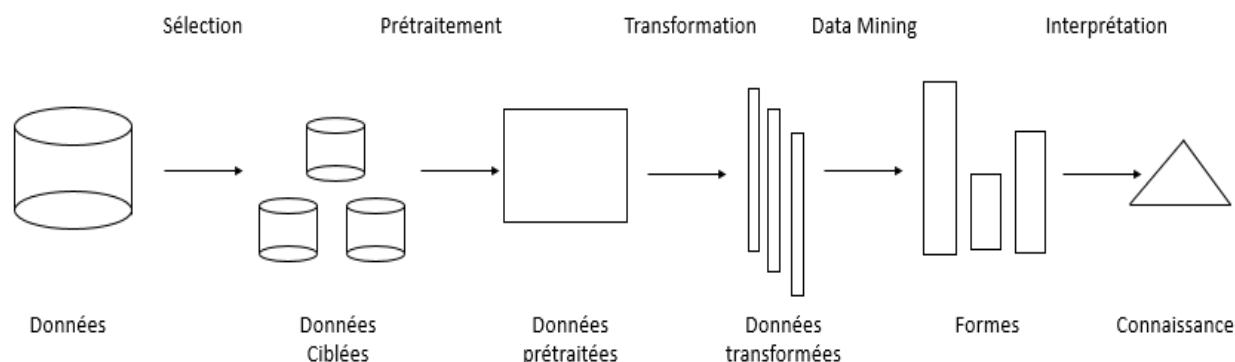 Sélection Prétraitement Transformation Data Mining Interprétation
Données Données Données Données Formes Connaissance
Ciblées prétraitées transformées